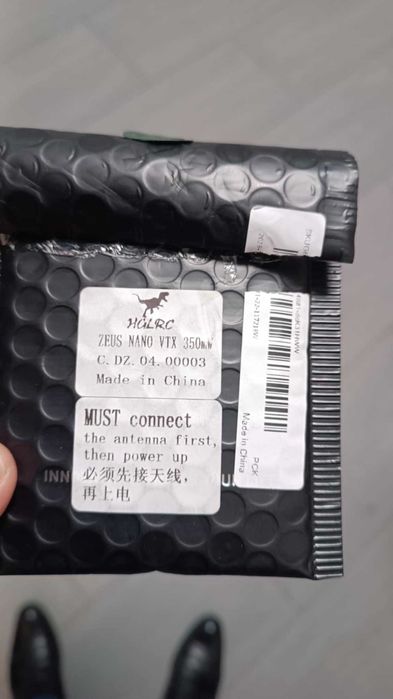 HGLRC
ZEUS NANO VTX 350mw
C. DZ. 04. 00003
Made in China
MUST connect
the antenna first,
then power up
必须先接天线，
再上电
INN
PCK
Made in China